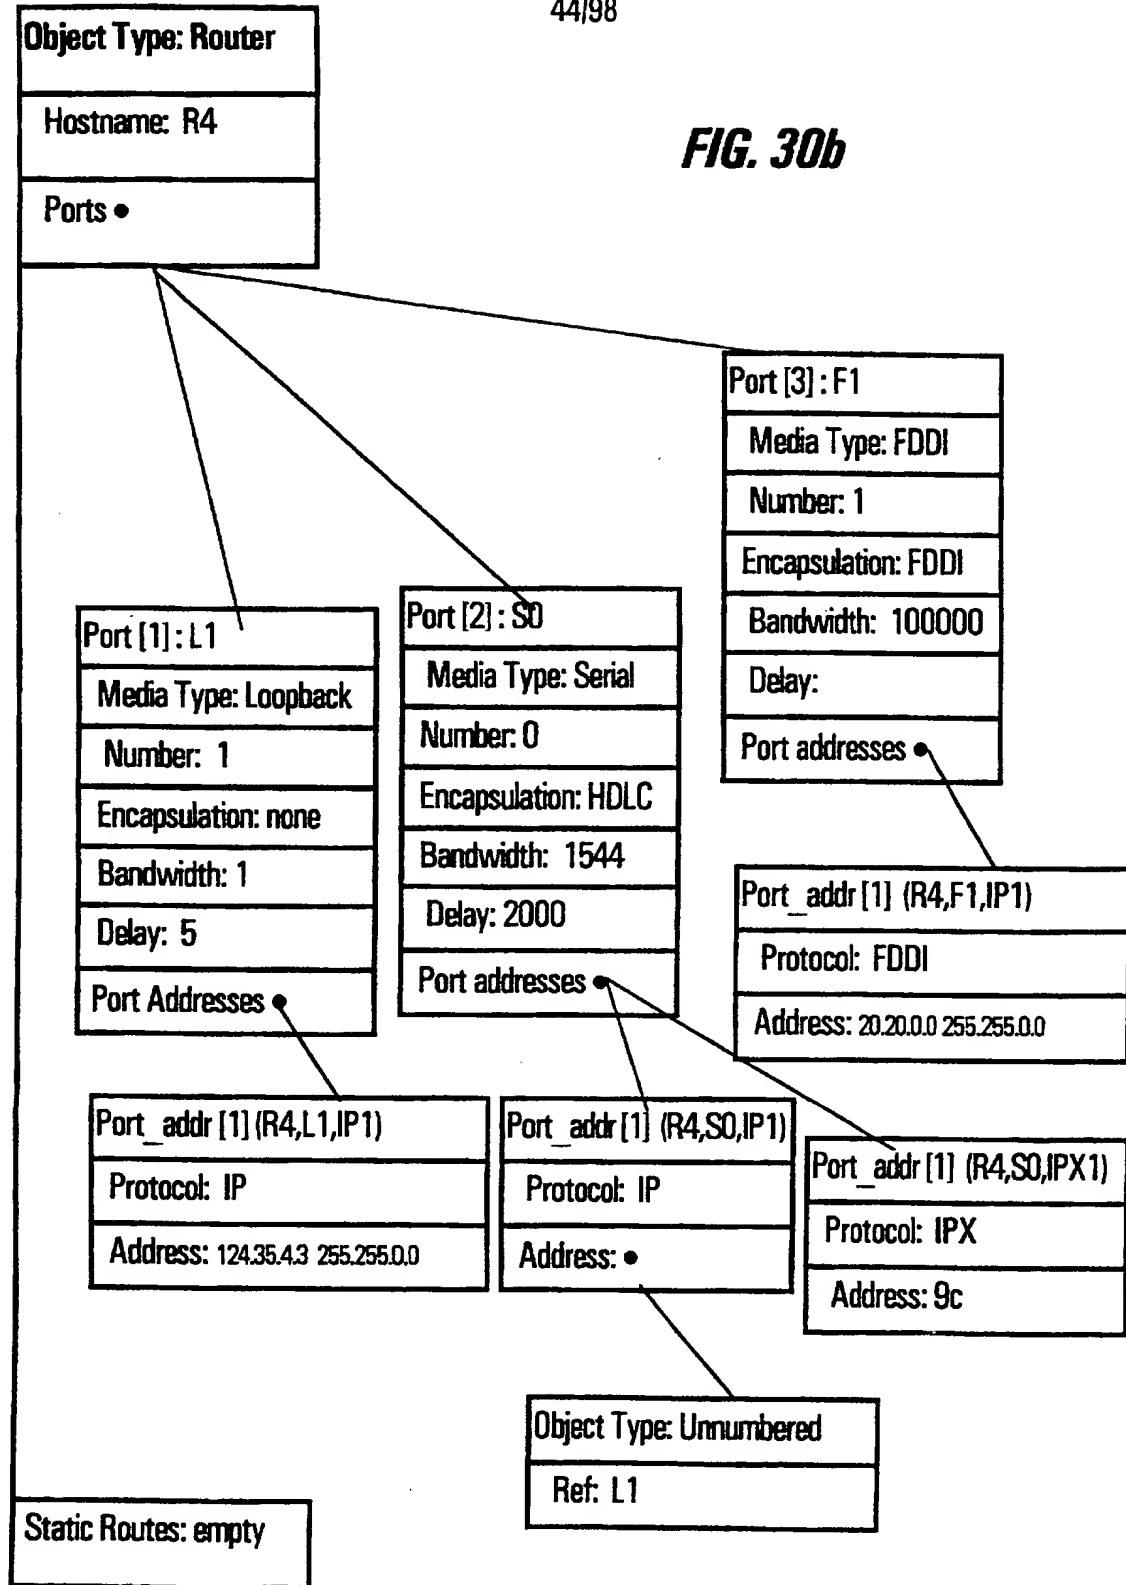 44/98
Object Type: Router
Hostname: R4
Ports
FIG. 30b
Port [3] : F1
Media Type: FDDI
Number: 1
Encapsulation: FDDI
Bandwidth: 100000
Delay:
Port addresses
Port [1] : L1
Media Type: Loopback
Number: 1
Encapsulation: none
Bandwidth: 1
Delay: 5
Port Addresses
Port [2] : S0
Media Type: Serial
Number: 0
Encapsulation: HDLC
Bandwidth: 1544
Delay: 2000
Port addresses
Port_addr [1] (R4,F1,IP1)
Protocol: FDDI
Address: 20.20.0.0 255.255.0.0
Port_addr [1] (R4,L1,IP1)
Protocol: IP
Address: 124.35.4.3 255.255.0.0
Port_addr [1] (R4,S0,IP1)
Protocol: IP
Address:
Port_addr [1] (R4,S0,IPX1)
Protocol: IPX
Address: 9c
Object Type: Unnumbered
Ref: L1
Static Routes: empty